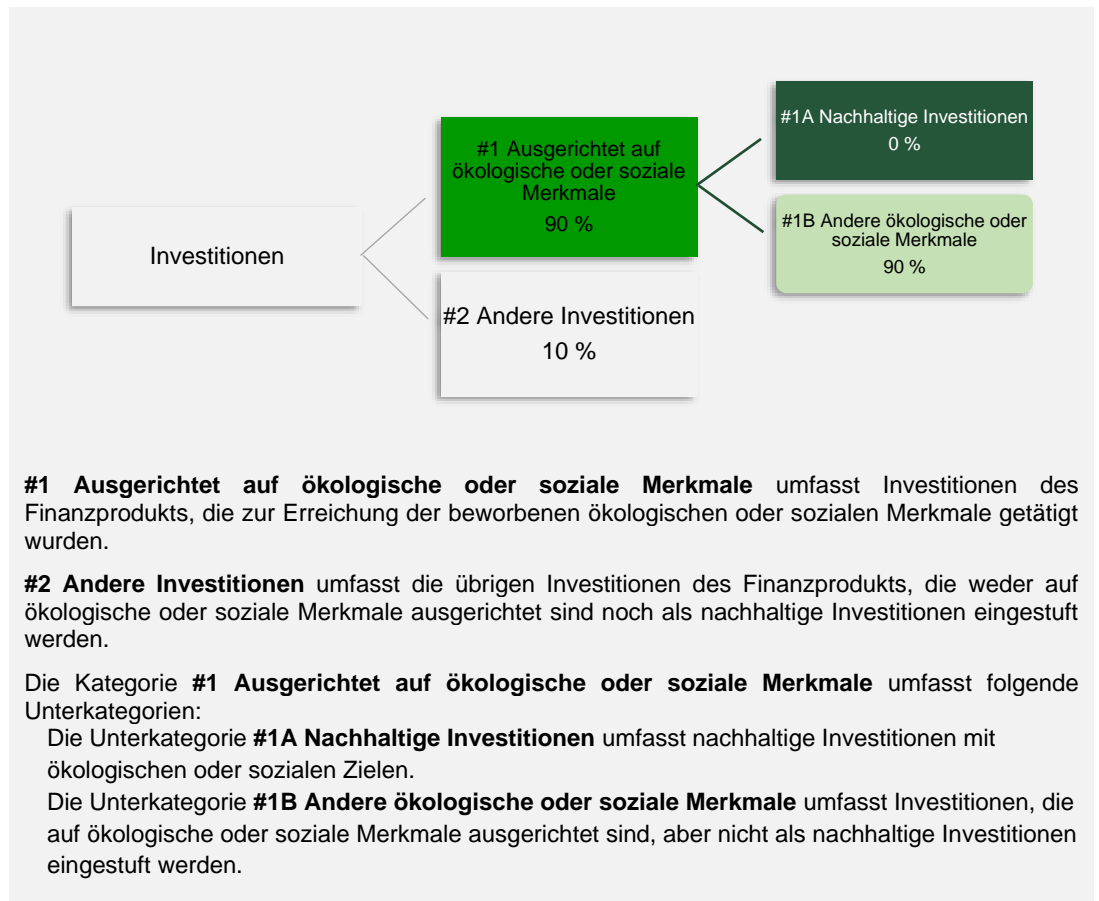 #1A Nachhaltige Investitionen
0 %
#1 Ausgerichtet auf
ökologische oder soziale
Merkmale
90 %
#1B Andere ökologische oder
soziale Merkmale
90 %
Investitionen
#2 Andere Investitionen
10 %
#1 Ausgerichtet auf ökologische oder soziale Merkmale umfasst Investitionen des
Finanzprodukts, die zur Erreichung der beworbenen ökologischen oder sozialen Merkmale getätigt
wurden.
#2 Andere Investitionen umfasst die übrigen Investitionen des Finanzprodukts, die weder auf
ökologische oder soziale Merkmale ausgerichtet sind noch als nachhaltige Investitionen eingestuft
werden.
Die Kategorie #1 Ausgerichtet auf ökologische oder soziale Merkmale umfasst folgende
Unterkategorien:
Die Unterkategorie #1A Nachhaltige Investitionen umfasst nachhaltige Investitionen mit
ökologischen oder sozialen Zielen.
Die Unterkategorie #1B Andere ökologische oder soziale Merkmale umfasst Investitionen, die
auf ökologische oder soziale Merkmale ausgerichtet sind, aber nicht als nachhaltige Investitionen
eingestuft werden.